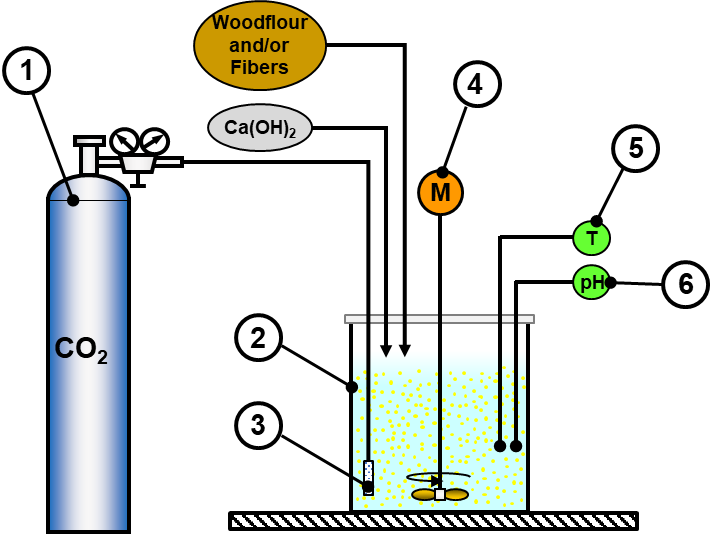 Woodflour
and/or
Fibers
1
4
Ca(OH)₂
5
M
T
pH
6
2
CO₂
3